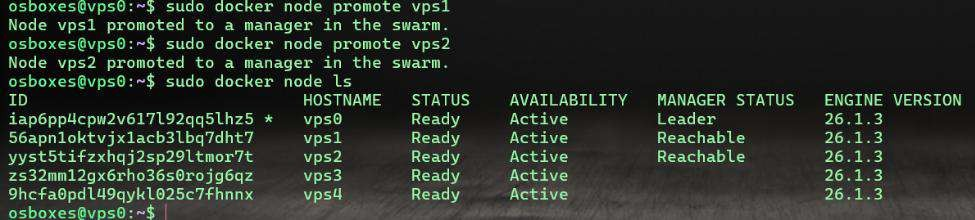 osboxes@vps0:~$ sudo docker node promote vps1
Node vps1 promoted to a manager in the swarm.
osboxes@vps0:~$ sudo docker node promote vps2
Node vps2 promoted to a manager in the swarm.
osboxes@vps0:~$ sudo docker node ls
ID HOSTNAME STATUS AVAILABILITY MANAGER STATUS ENGINE VERSION
iap6pp4cpw2v617l92qq5lhz5 * vps0 Ready Active Leader 26.1.3
56apn1oktvjx1acb3lbq7dht7 vps1 Ready Active Reachable 26.1.3
yyst5tifzxhqj2sp29ltmor7t vps2 Ready Active Reachable 26.1.3
zs32mm12gx6rho36s0rojg6qz vps3 Ready Active 26.1.3
9hcfa0pdl49qykl025c7fhnnx vps4 Ready Active 26.1.3
osboxes@vps0:~$